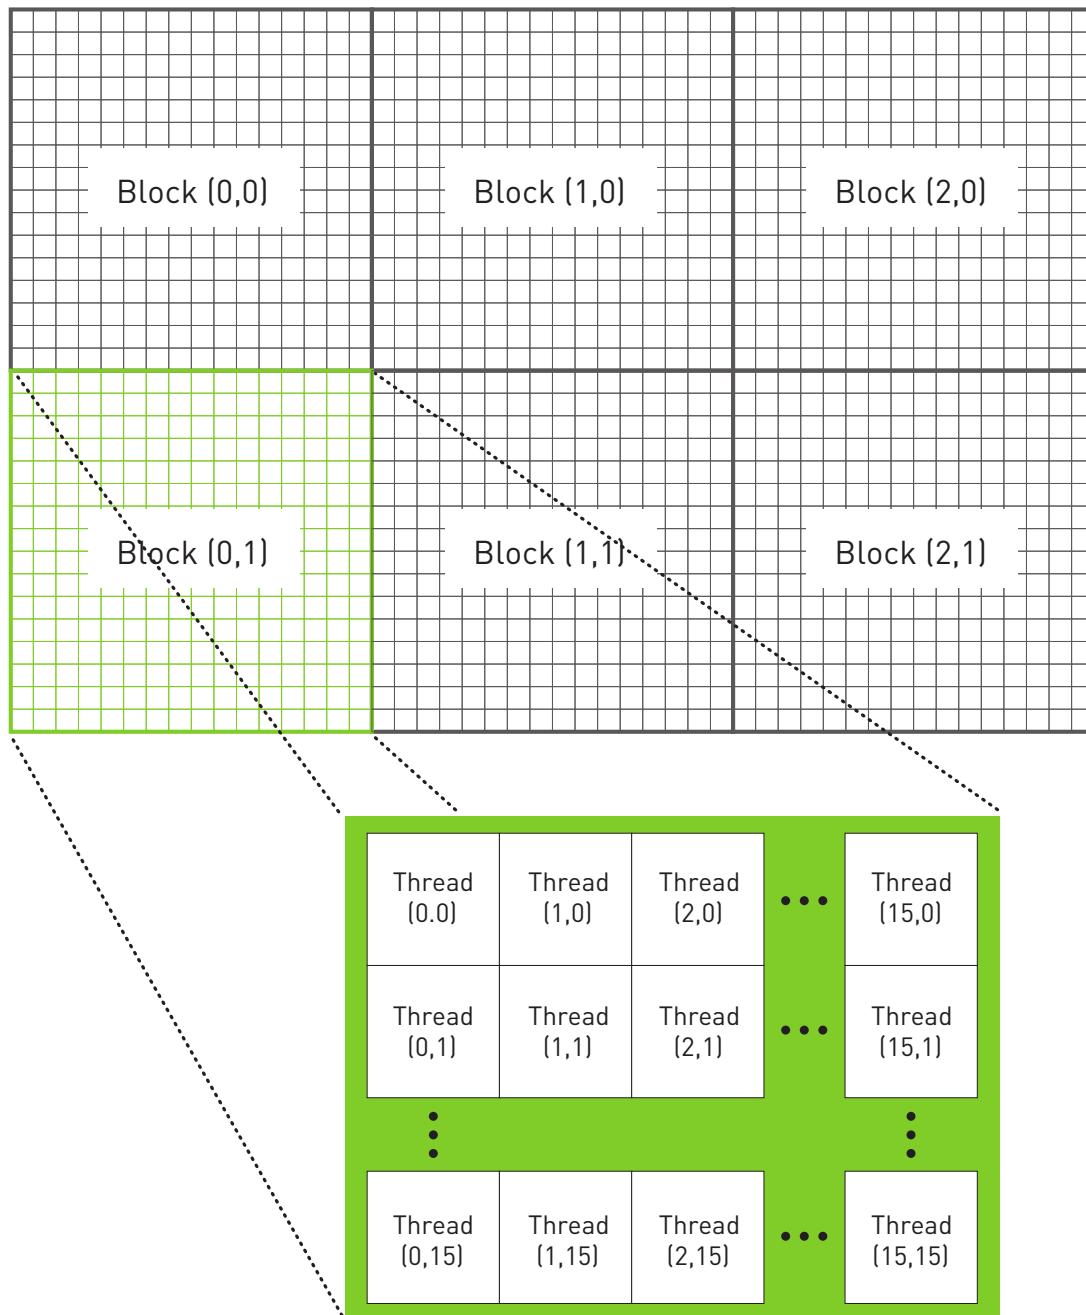 Block (0,0)
Block (1,0)
Block (2,0)
Block (0,1)
Block (1,1)
Block (2,1)
Thread
(0.0)
Thread
(1,0)
Thread
(2,0)
Thread
(15,0)
Thread
(0,1)
Thread
(1,1)
Thread
(2,1)
Thread
(15,1)
Thread
(0,15)
Thread
(1,15)
Thread
(2,15)
Thread
(15,15)